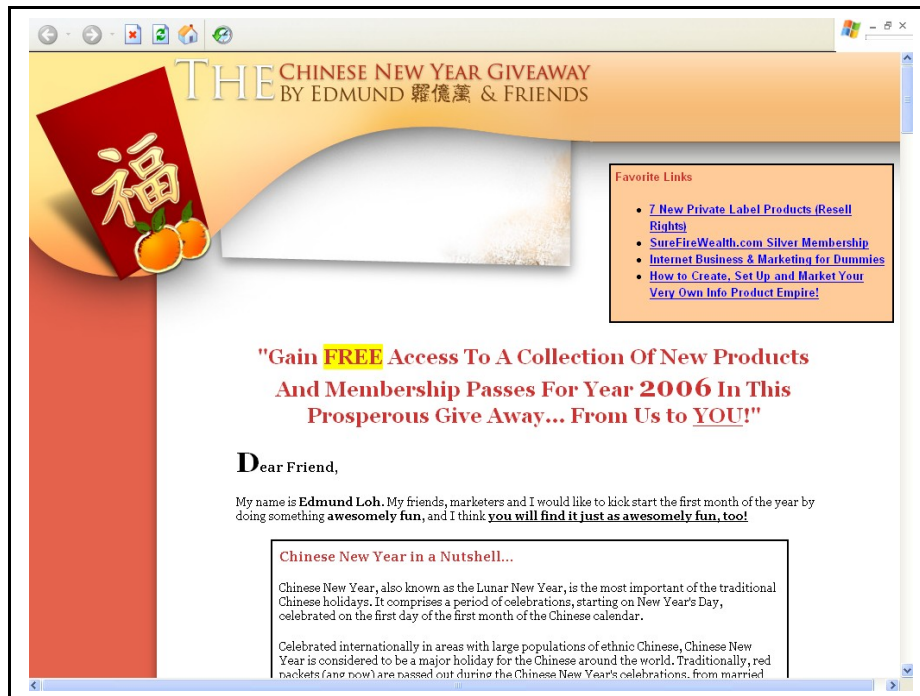 THE CHINESE NEW YEAR GIVEAWAY
BY EDMUND 羅億萬 & FRIENDS
福
Favorite Links
7 New Private Label Products (Resell
Rights)
SureFireWealth.com Silver Membership
Internet Business & Marketing for Dummies
How to Create, Set Up and Market Your
Very Own Info Product Empire!
"Gain FREE Access To A Collection Of New Products
And Membership Passes For Year 2006 In This
Prosperous Give Away... From Us to YOU!"
Dear Friend,
My name is Edmund Loh. My friends, marketers and I would like to kick start the first month of the year by
doing something awesomely fun, and I think you will find it just as awesomely fun, too!
Chinese New Year in a Nutshell...
Chinese New Year, also known as the Lunar New Year, is the most important of the traditional
Chinese holidays. It comprises a period of celebrations, starting on New Year's Day,
celebrated on the first day of the first month of the Chinese calendar.
Celebrated internationally in areas with large populations of ethnic Chinese, Chinese New
Year is considered to be a major holiday for the Chinese around the world. Traditionally, red
packets (ang pow) are passed out during the Chinese New Year's celebrations, from married